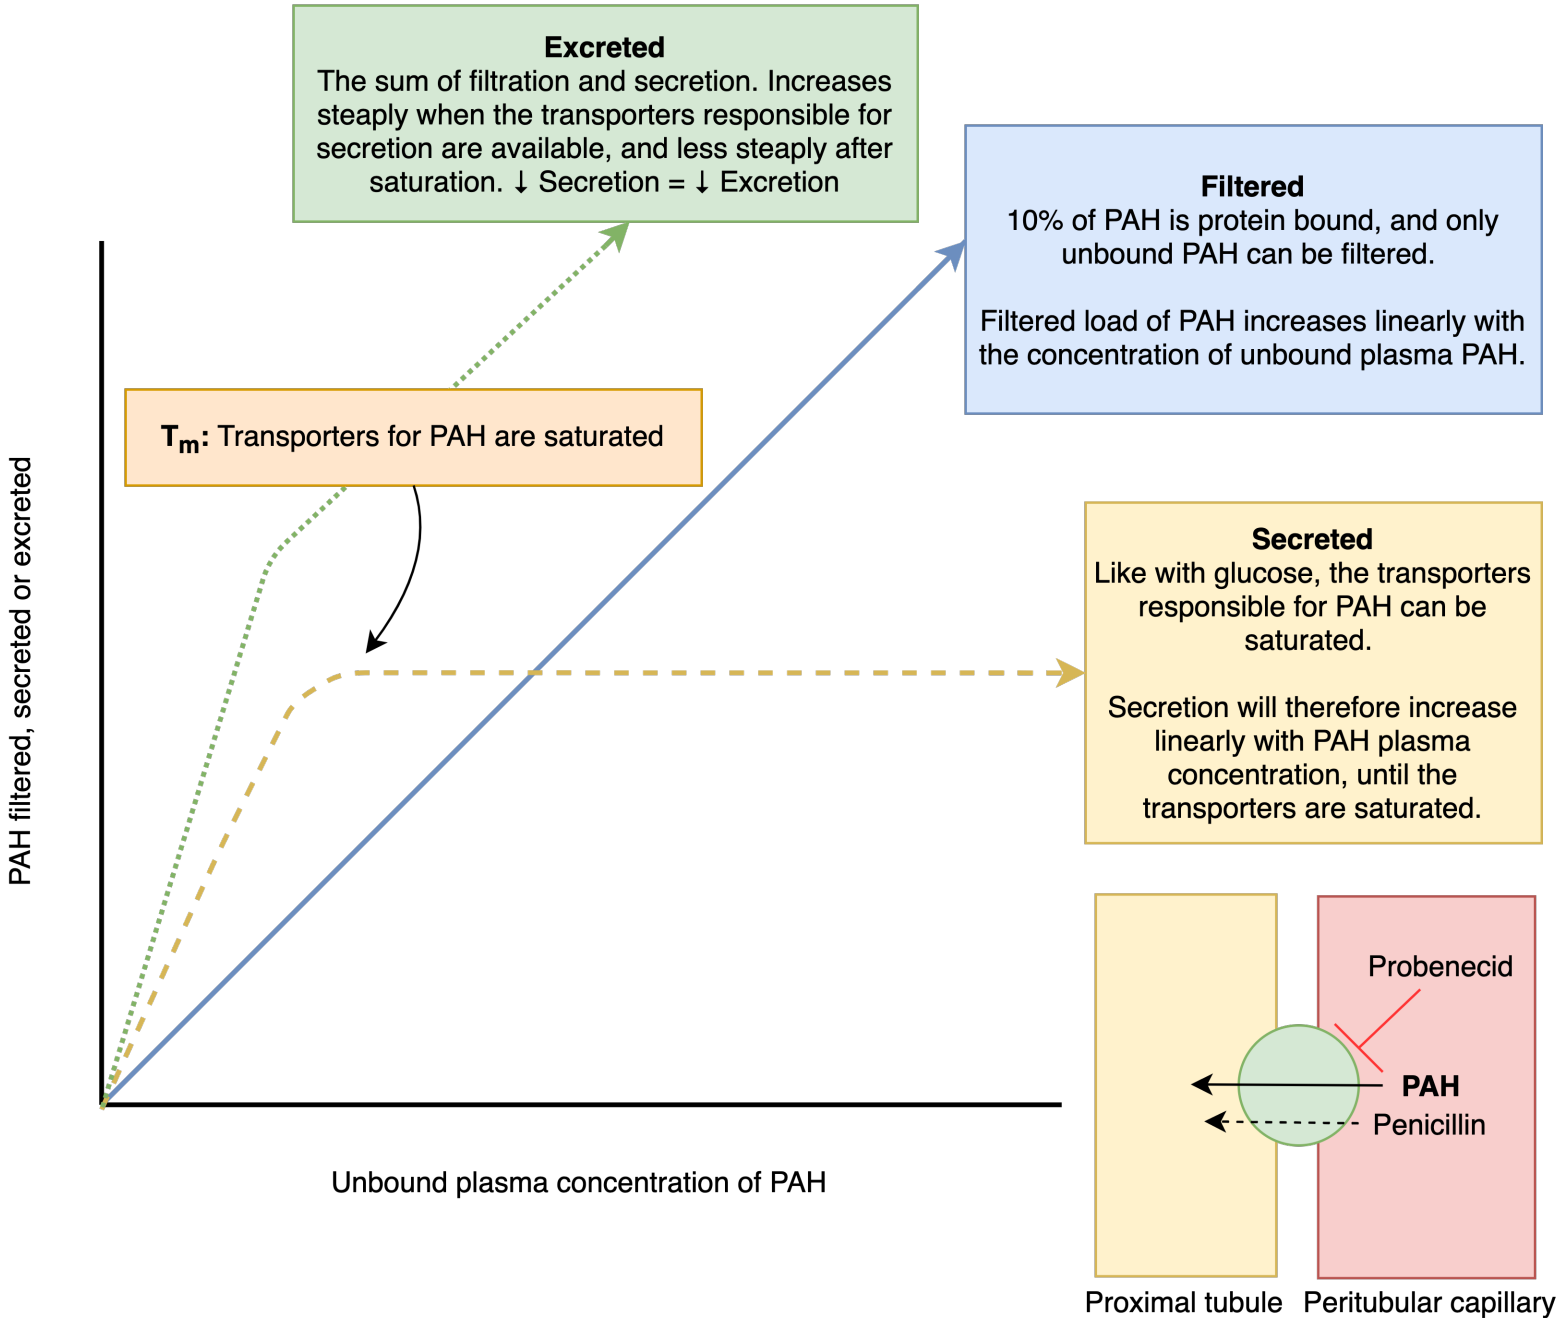 Excreted
The sum of filtration and secretion. Increases
steaply when the transporters responsible for
secretion are available, and less steaply after
saturation. ↓ Secretion = ↓ Excretion
Filtered
10% of PAH is protein bound, and only
unbound PAH can be filtered.
Filtered load of PAH increases linearly with
the concentration of unbound plasma PAH.
Tm: Transporters for PAH are saturated
PAH filtered, secreted or excreted
Secreted
Like with glucose, the transporters
responsible for PAH can be
saturated.
Secretion will therefore increase
linearly with PAH plasma
concentration, until the
transporters are saturated.
Probenecid
PAH
Penicillin
Unbound plasma concentration of PAH
Proximal tubule
Peritubular capillary